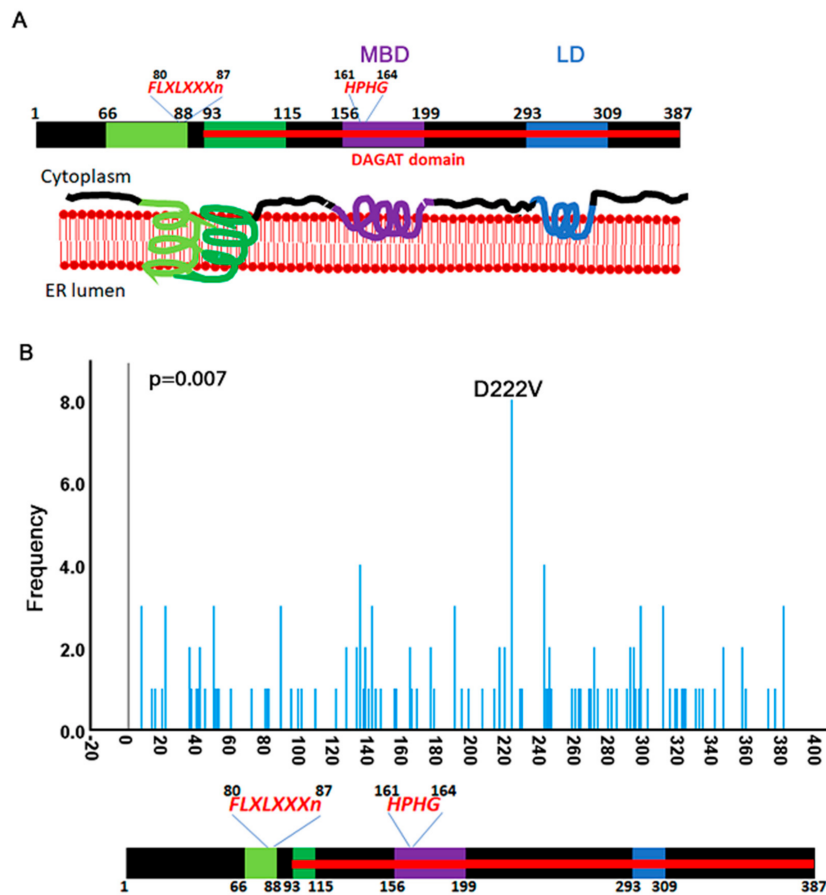 A
MBD LD
80 87 161 164
FLXLXXXn HPHG
1 66 88 93 115 156 199 293 309 387
DAGAT domain
Cytoplasm
ER lumen
B
p=0.007
D222V
8.0
6.0
4.0
2.0
0.0
Frequency
-20 0 20 40 60 80 100 120 140 160 180 200 220 240 260 280 300 320 340 360 380 400
80 87 161 164
FLXLXXXn HPHG
1 66 88 93 115 156 199 293 309 387